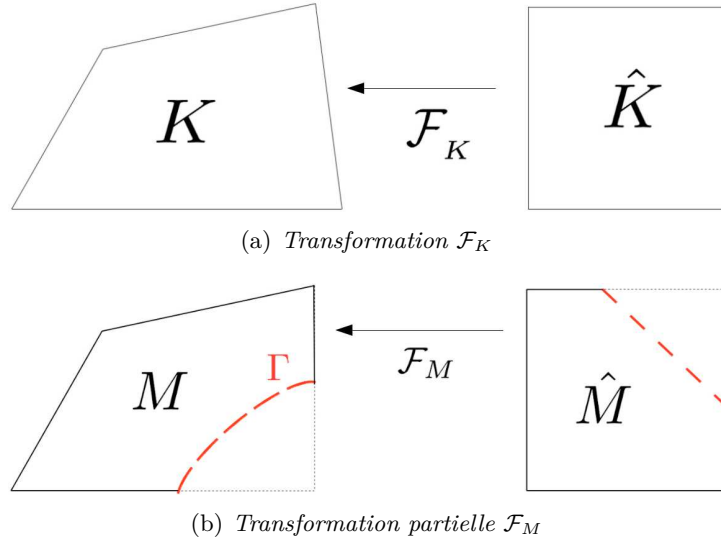 K
𝓕_K
K̂
(a) Transformation 𝓕_K
M
Γ
𝓕_M
M̂
(b) Transformation partielle 𝓕_M